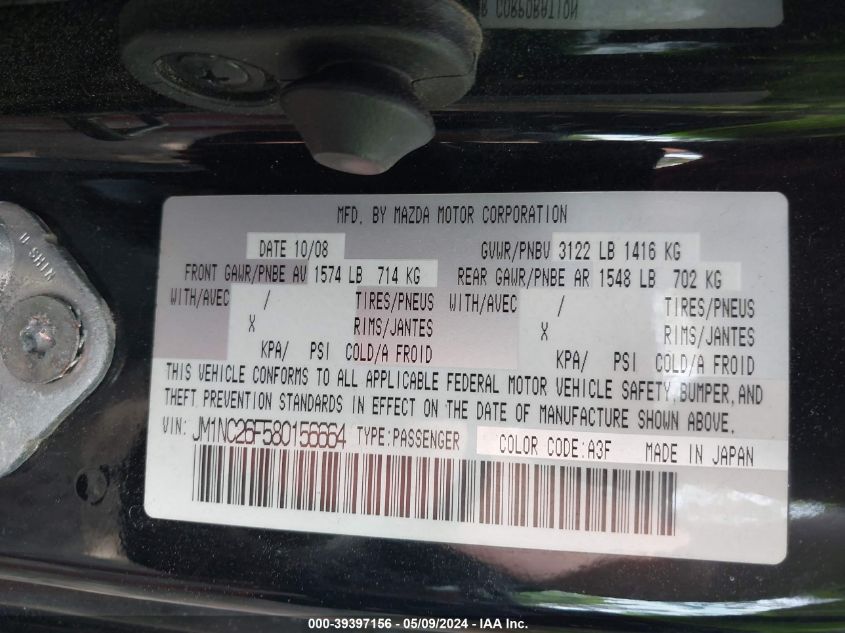 R CORPORATION
U SHIN
MFD. BY MAZDA MOTOR CORPORATION
DATE 10/08 GVWR/PNBV 3122 LB 1416 KG
FRONT GAWR/PNBE AV 1574 LB 714 KG REAR GAWR/PNBE AR 1548 LB 702 KG
WITH/AVEC / TIRES/PNEUS WITH/AVEC / TIRES/PNEUS
X RIMS/JANTES X RIMS/JANTES
KPA/ PSI COLD/A FROID KPA/ PSI COLD/A FROID
THIS VEHICLE CONFORMS TO ALL APPLICABLE FEDERAL MOTOR VEHICLE SAFETY, BUMPER, AND
THEFT PREVENTION STANDARDS IN EFFECT ON THE DATE OF MANUFACTURE SHOWN ABOVE.
VIN: JM1NC26F580156664 TYPE:PASSENGER COLOR CODE:A3F MADE IN JAPAN
000-39397156 - 05/09/2024 - IAA Inc.